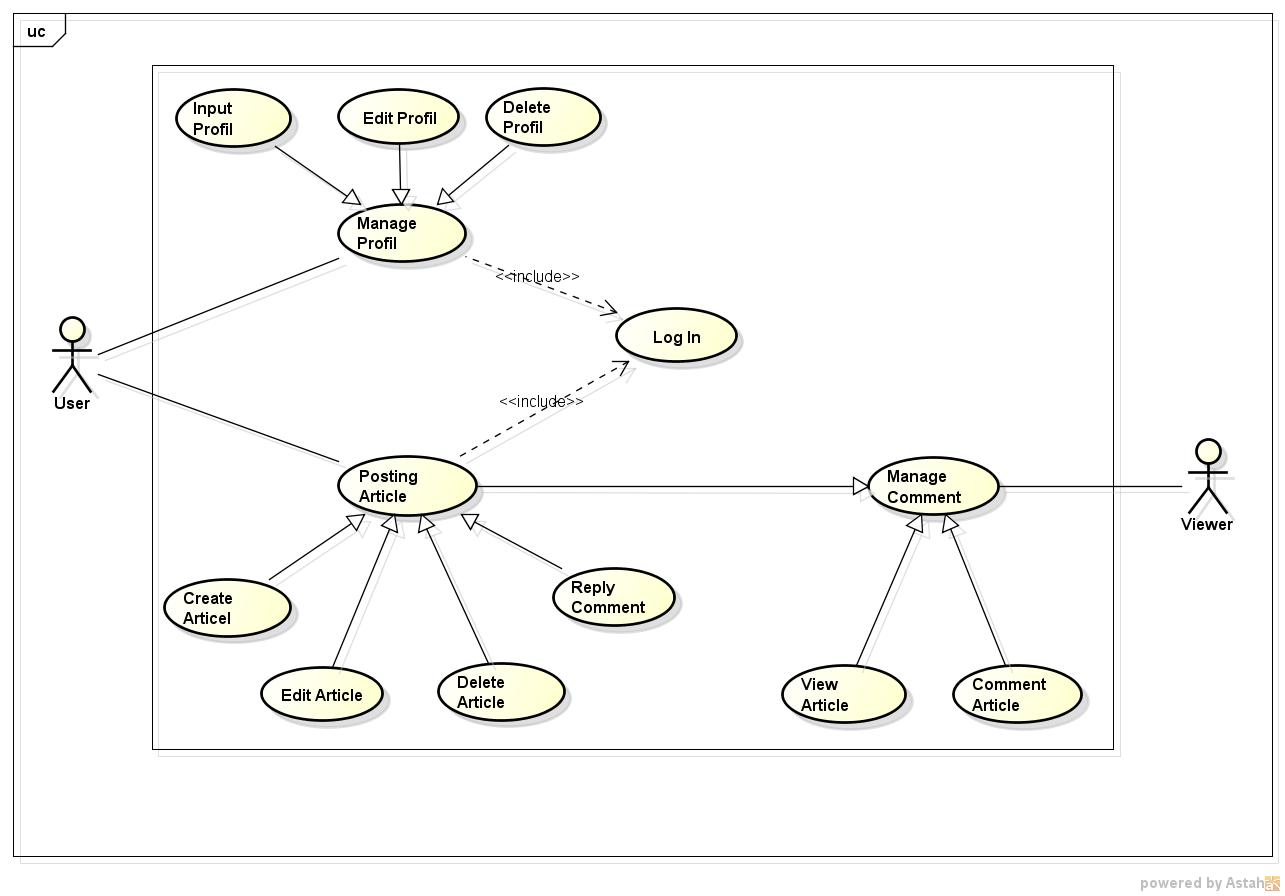 uc
Input
Profil
Edit Profil
Delete
Profil
Manage
Profil
<<include>>
Log In
<<include>>
User
Posting
Article
Manage
Comment
Viewer
Create
Articel
Reply
Comment
Edit Article
Delete
Article
View
Article
Comment
Article
powered by Astah